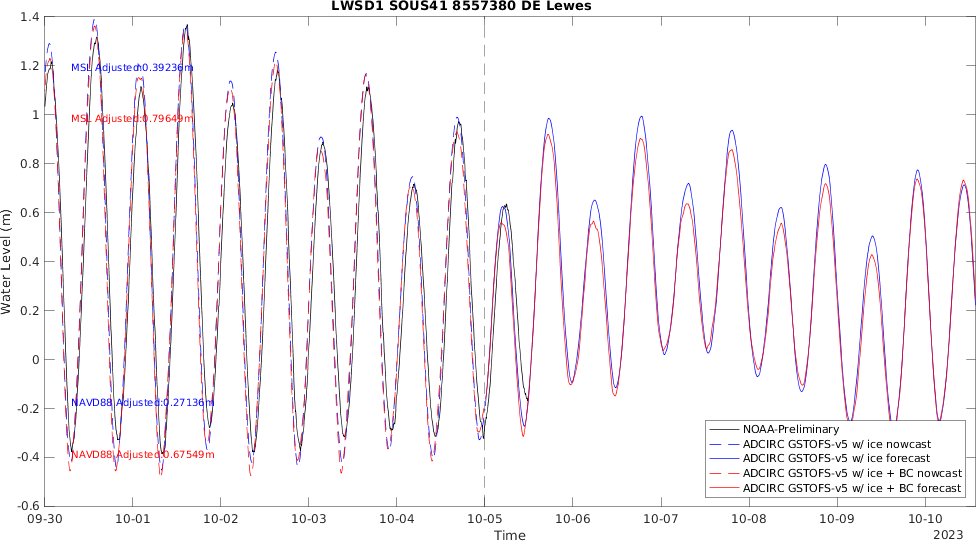 LWSD1 SOUS41 8557380 DE Lewes
Water Level (m)
1.4
1.2
1
0.8
0.6
0.4
0.2
0
-0.2
-0.4
-0.6
MSL Adjusted:0.39236m
MSL Adjusted:0.79649m
NAVD88 Adjusted:0.27136m
NAVD88 Adjusted:0.67549m
NOAA-Preliminary
ADCIRC GSTOFS-v5 w/ ice nowcast
ADCIRC GSTOFS-v5 w/ ice forecast
ADCIRC GSTOFS-v5 w/ ice + BC nowcast
ADCIRC GSTOFS-v5 w/ ice + BC forecast
09-30 10-01 10-02 10-03 10-04 10-05 10-06 10-07 10-08 10-09 10-10
Time
2023